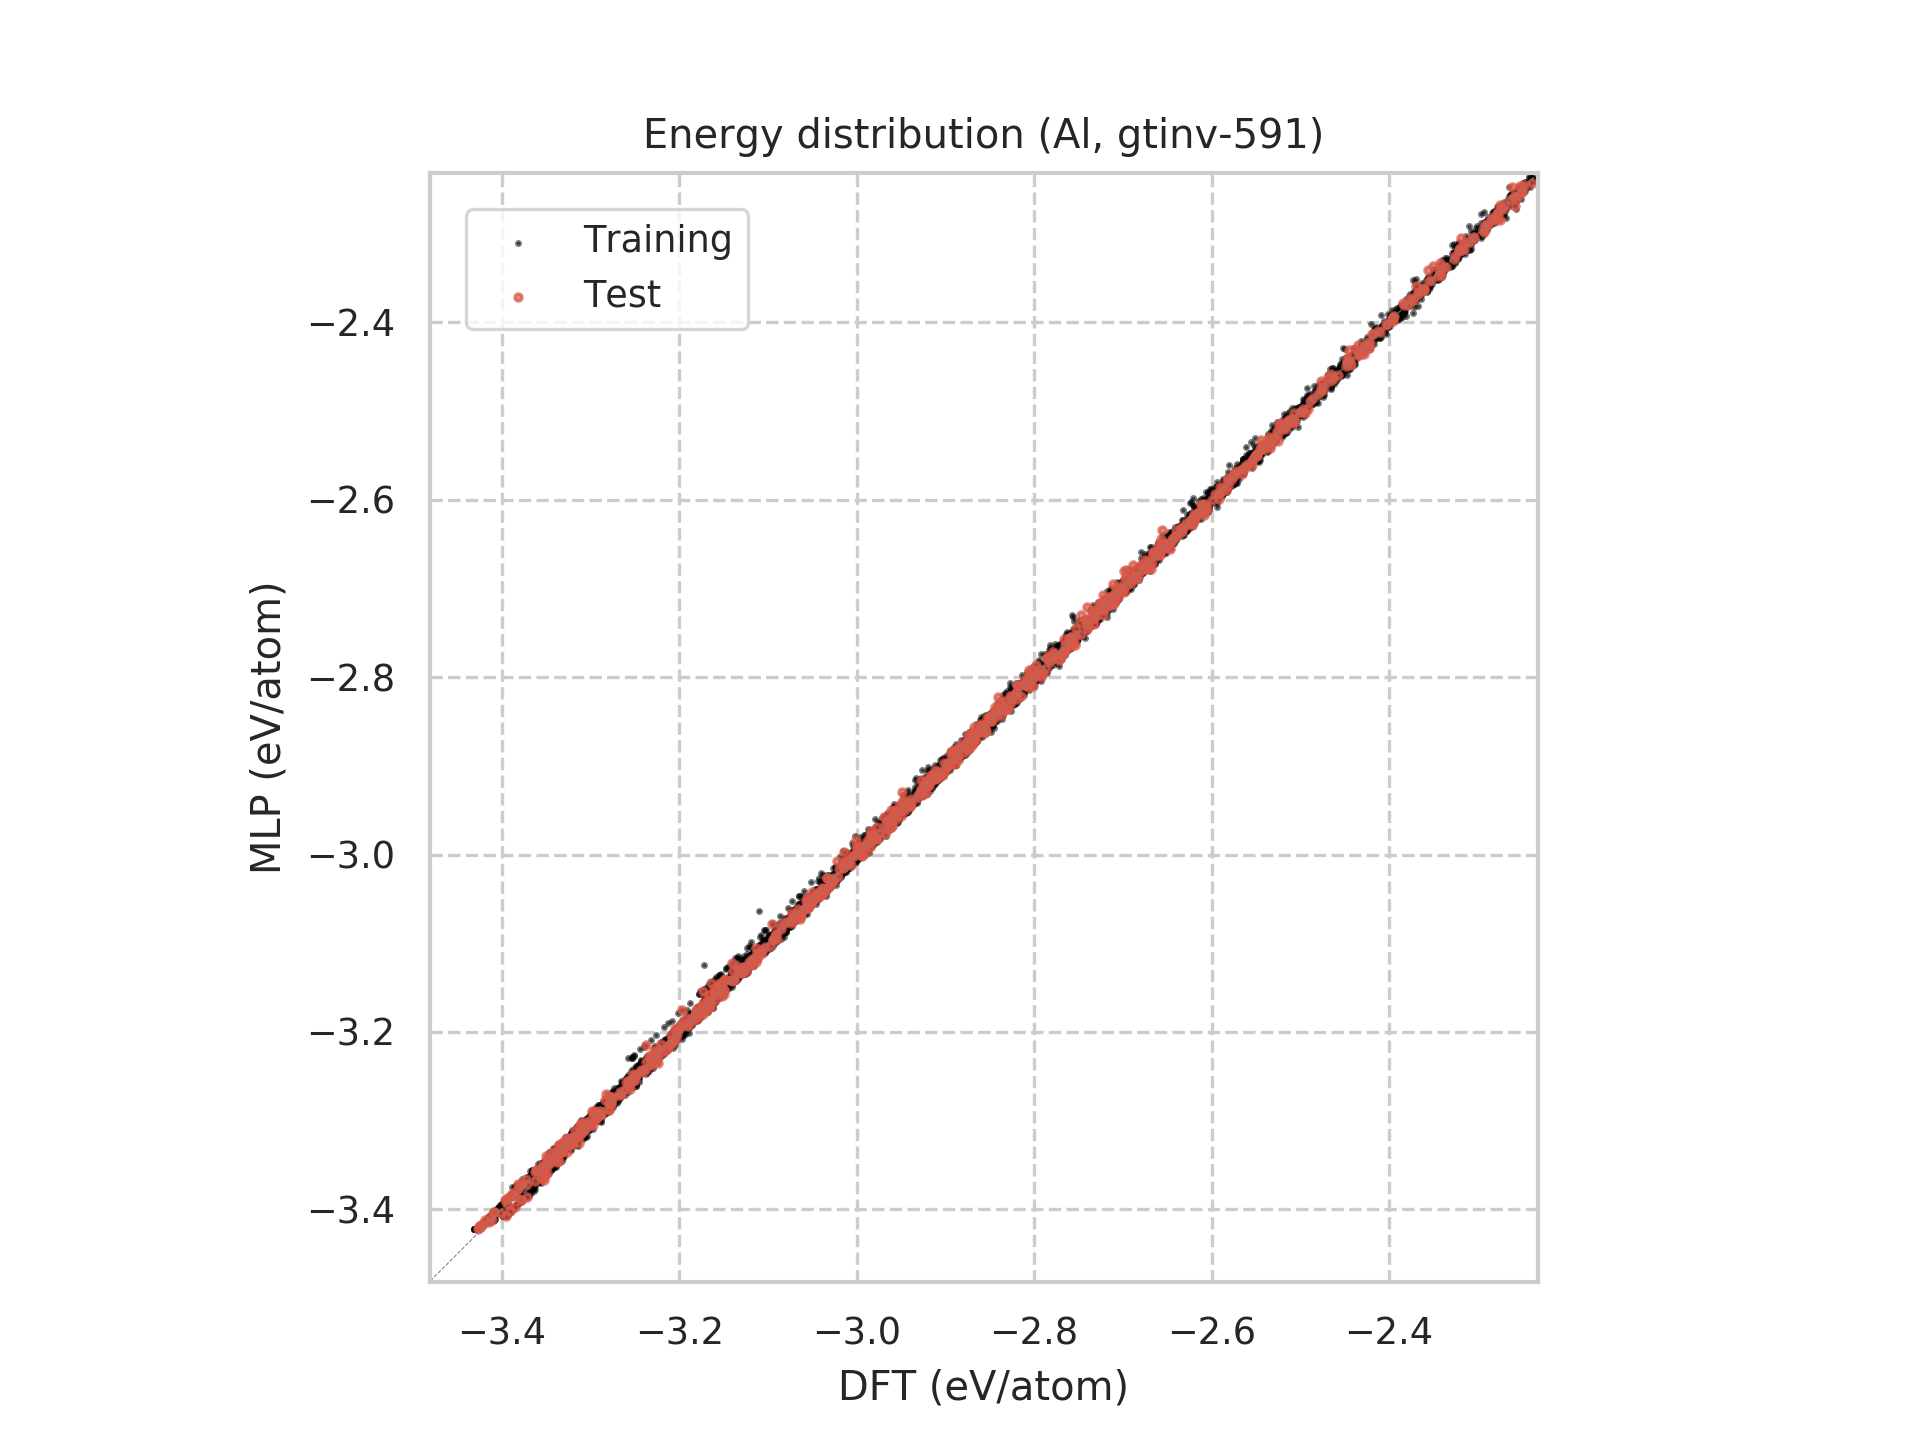 Energy distribution (Al, gtinv-591)
Training
Test
−2.4
−2.6
−2.8
−3.0
−3.2
−3.4
MLP (eV/atom)
−3.4 −3.2 −3.0 −2.8 −2.6 −2.4
DFT (eV/atom)